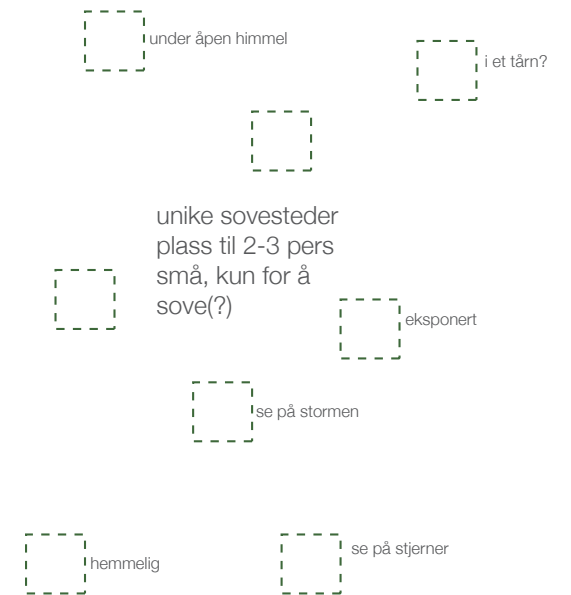 under åpen himmel
i et tårn?
unike sovesteder
plass til 2-3 pers
små, kun for å
sove(?)
eksponert
se på stormen
se på stjerner
hemmelig